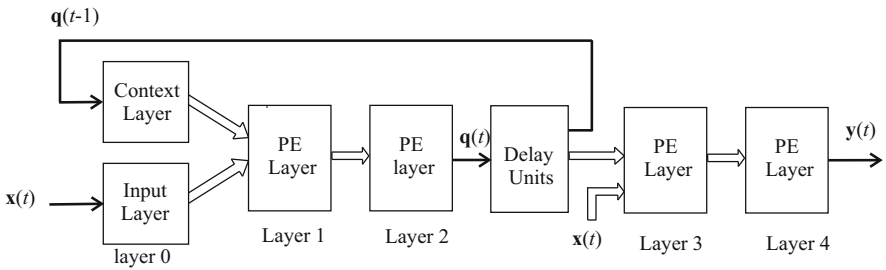 q(t-1)
Context
Layer
PE
Layer
PE
layer
q(t)
Delay
Units
PE
Layer
PE
Layer
y(t)
x(t)
Input
Layer
layer 0
Layer 1
Layer 2
x(t)
Layer 3
Layer 4